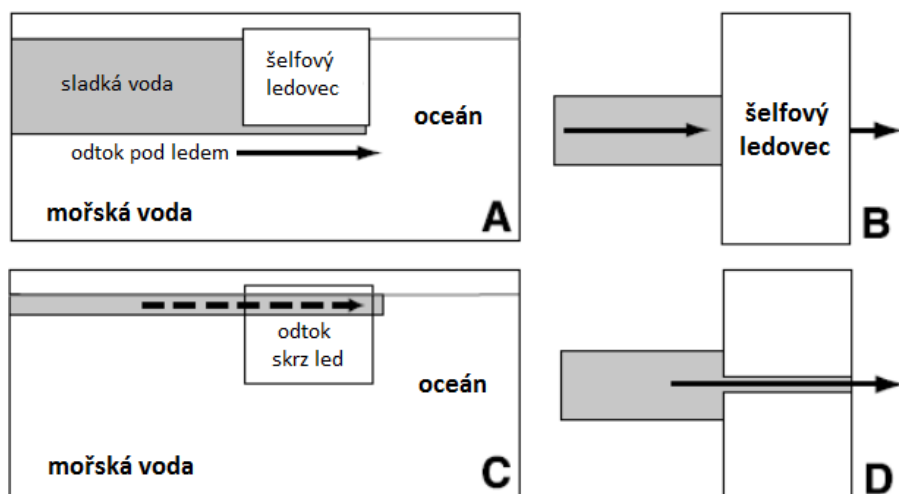 sladká voda
šelfový
ledovec
oceán
odtok pod ledem
mořská voda
A
šelfový
ledovec
B
odtok
skrz led
oceán
mořská voda
C
D